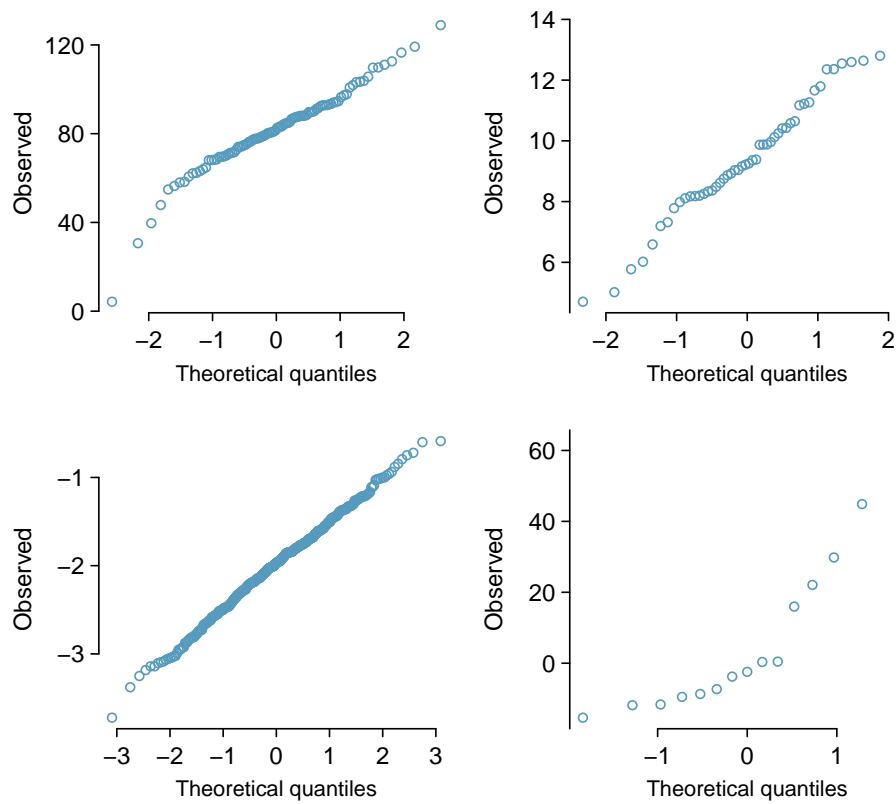 120
80
40
0
Observed
−2 −1 0 1 2
Theoretical quantiles
14
12
10
8
6
Observed
−2 −1 0 1 2
Theoretical quantiles
−1
−2
−3
Observed
−3 −2 −1 0 1 2 3
Theoretical quantiles
60
40
20
0
Observed
−1 0 1
Theoretical quantiles